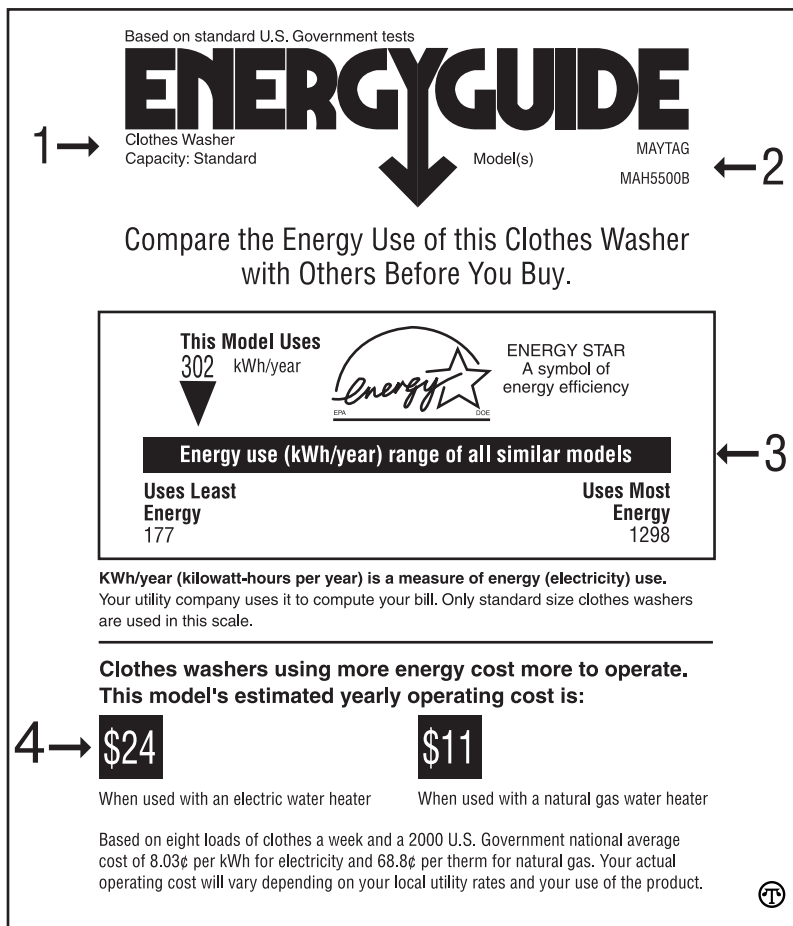 Based on standard U.S. Government tests
ENERGYGUIDE
1
Clothes Washer
Capacity: Standard
Model(s)
MAYTAG
MAH5500B
2
Compare the Energy Use of this Clothes Washer
with Others Before You Buy.
This Model Uses
302 kWh/year
energy
EPA DOE
ENERGY STAR
A symbol of
energy efficiency
Energy use (kWh/year) range of all similar models
3
Uses Least
Energy
177
Uses Most
Energy
1298
KWh/year (kilowatt-hours per year) is a measure of energy (electricity) use.
Your utility company uses it to compute your bill. Only standard size clothes washers
are used in this scale.
Clothes washers using more energy cost more to operate.
This model's estimated yearly operating cost is:
4
$24
$11
When used with an electric water heater
When used with a natural gas water heater
Based on eight loads of clothes a week and a 2000 U.S. Government national average
cost of 8.03¢ per kWh for electricity and 68.8¢ per therm for natural gas. Your actual
operating cost will vary depending on your local utility rates and your use of the product.